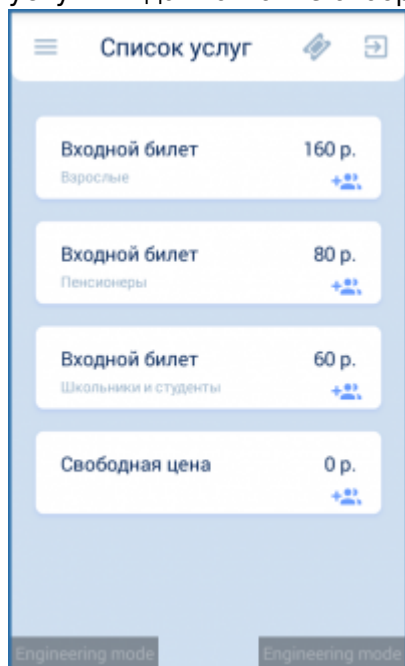 Список услуг
Входной билет 160 р.
Варослые
Входной билет 80 р.
Пенсионеры
Входной билет 60 р.
Школьники и студенты
Свободная цена 0 р.
Engineering mode Engineering mode